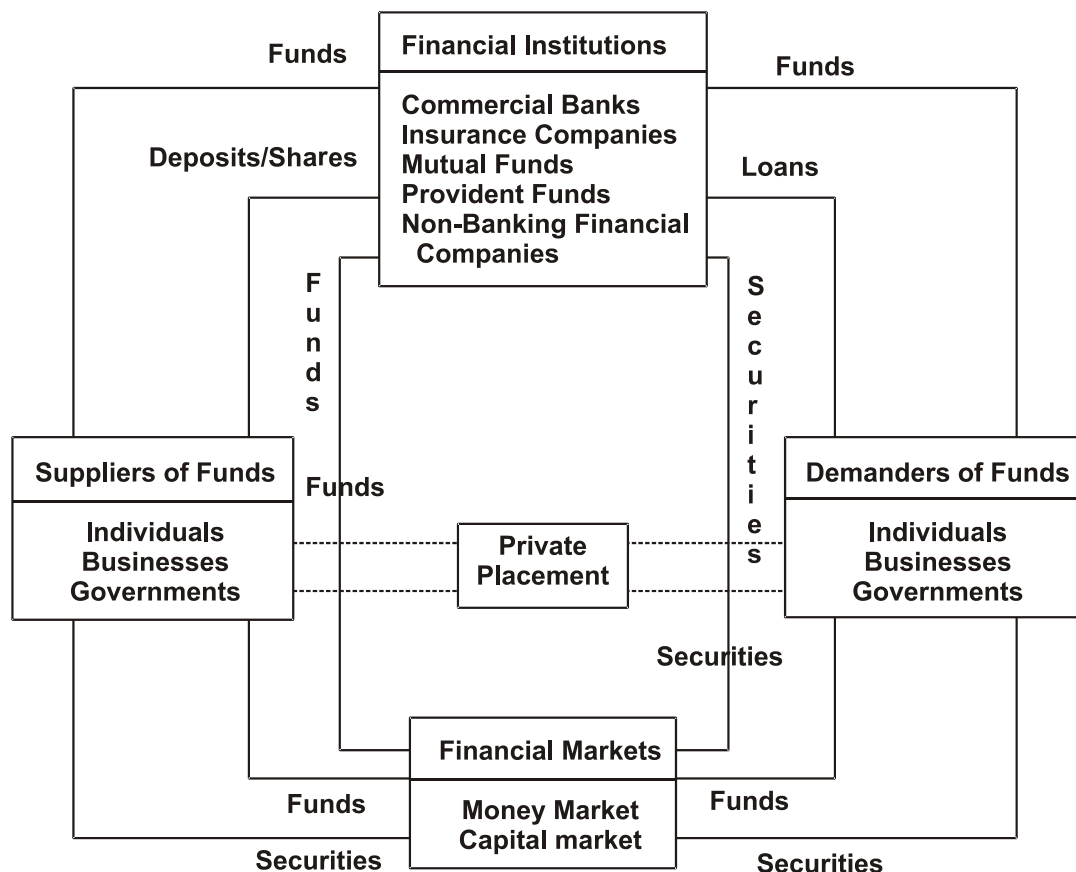 Funds
Financial Institutions
Funds
Commercial Banks
Insurance Companies
Mutual Funds
Provident Funds
Non-Banking Financial
Companies
Deposits/Shares
Loans
Funds
Securities
Suppliers of Funds
Individuals
Businesses
Governments
Funds
Private
Placement
Demanders of Funds
Individuals
Businesses
Governments
Securities
Financial Markets
Money Market
Capital market
Funds
Funds
Securities
Securities